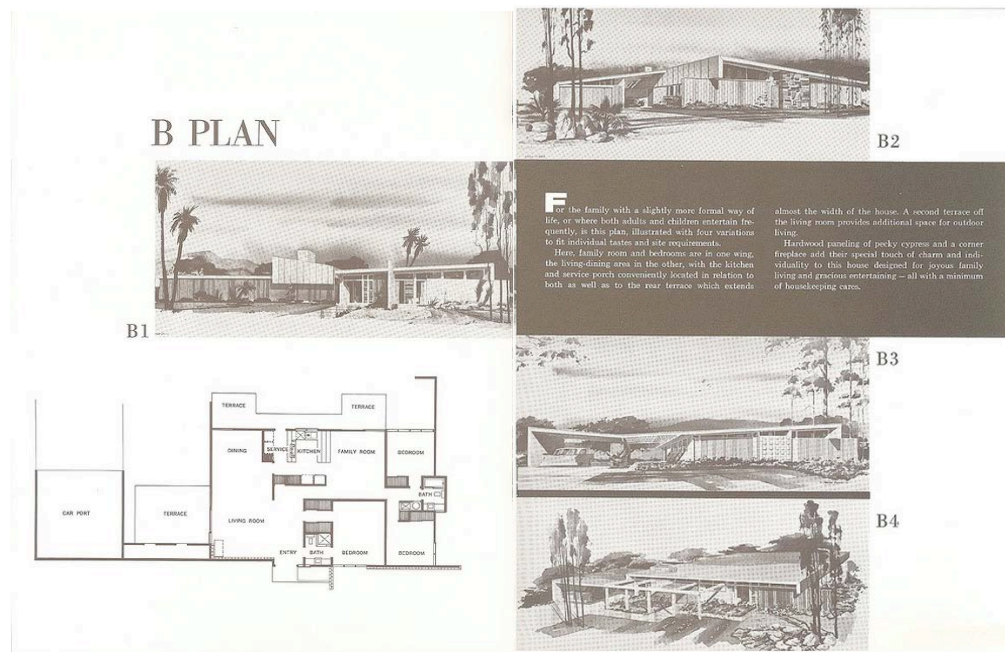 B PLAN
B1
TERRACE
TERRACE
DINING
SERVICE
KITCHEN
FAMILY ROOM
BEDROOM
BATH
CAR PORT
TERRACE
LIVING ROOM
ENTRY
BATH
BEDROOM
BEDROOM
B2
For the family with a slightly more formal way of
life, or where both adults and children entertain fre-
quently, is this plan, illustrated with four variations
to fit individual tastes and site requirements.
Here, family room and bedrooms are in one wing,
the living-dining area in the other, with the kitchen
and service porch conveniently located in relation to
both as well as to the rear terrace which extends
almost the width of the house. A second terrace off
the living room provides additional space for outdoor
living.
Hardwood paneling of pecky cypress and a corner
fireplace add their special touch of charm and indi-
viduality to this house designed for joyous family
living and gracious entertaining — all with a minimum
of housekeeping cares.
B3
B4